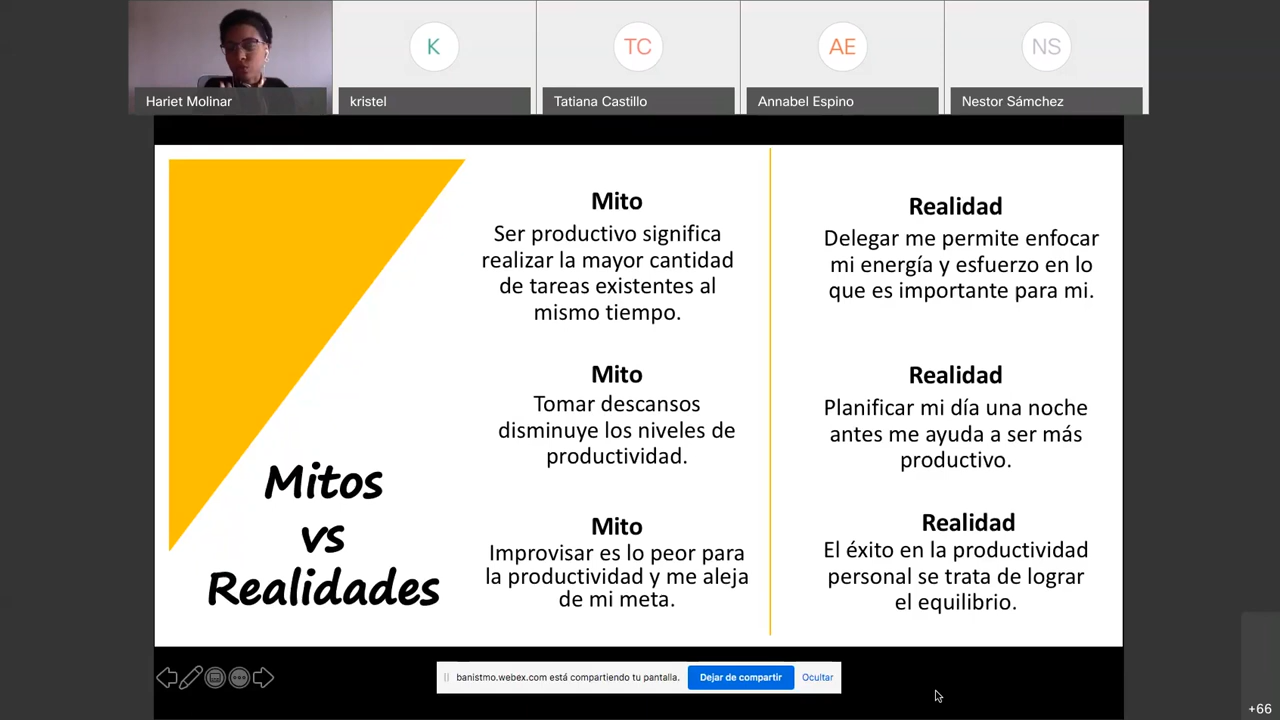 K
TC
AE
NS
Hariet Molinar
kristel
Tatiana Castillo
Annabel Espino
Nestor Sámchez
Mitos
vs
Realidades
Mito
Ser productivo significa
realizar la mayor cantidad
de tareas existentes al
mismo tiempo.
Mito
Tomar descansos
disminuye los niveles de
productividad.
Mito
Improvisar es lo peor para
la productividad y me aleja
de mi meta.
Realidad
Delegar me permite enfocar
mi energía y esfuerzo en lo
que es importante para mi.
Realidad
Planificar mi día una noche
antes me ayuda a ser más
productivo.
Realidad
El éxito en la productividad
personal se trata de lograr
el equilibrio.
banistmo.webex.com está compartiendo tu pantalla.
Dejar de compartir
Ocultar
+66